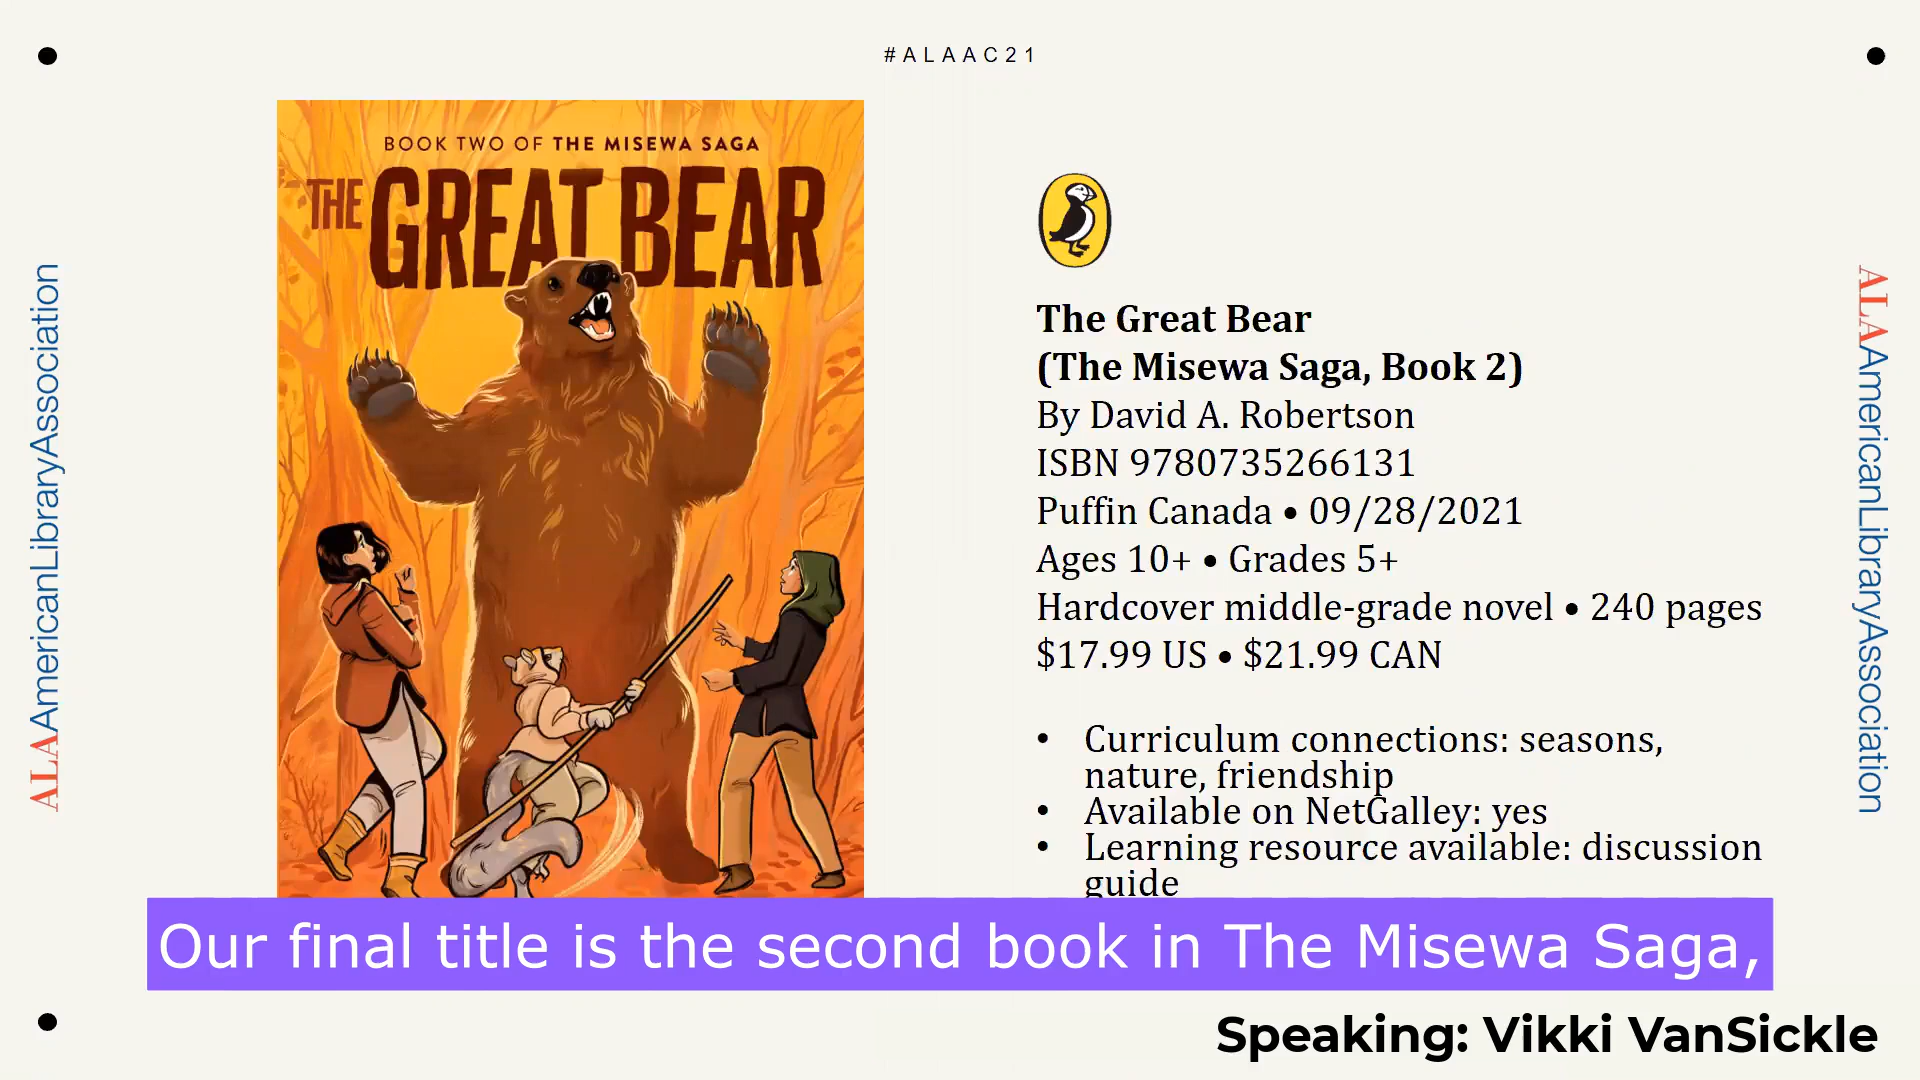 #ALAAC21
BOOK TWO OF THE MISEWA SAGA
THE GREAT BEAR
The Great Bear
(The Misewa Saga, Book 2)
By David A. Robertson
ISBN 9780735266131
Puffin Canada • 09/28/2021
Ages 10+ • Grades 5+
Hardcover middle-grade novel • 240 pages
$17.99 US • $21.99 CAN
• Curriculum connections: seasons,
nature, friendship
• Available on NetGalley: yes
• Learning resource available: discussion
guide
ALAAmericanLibraryAssociation
ALAAmericanLibraryAssociation
Our final title is the second book in The Misewa Saga,
Speaking: Vikki VanSickle